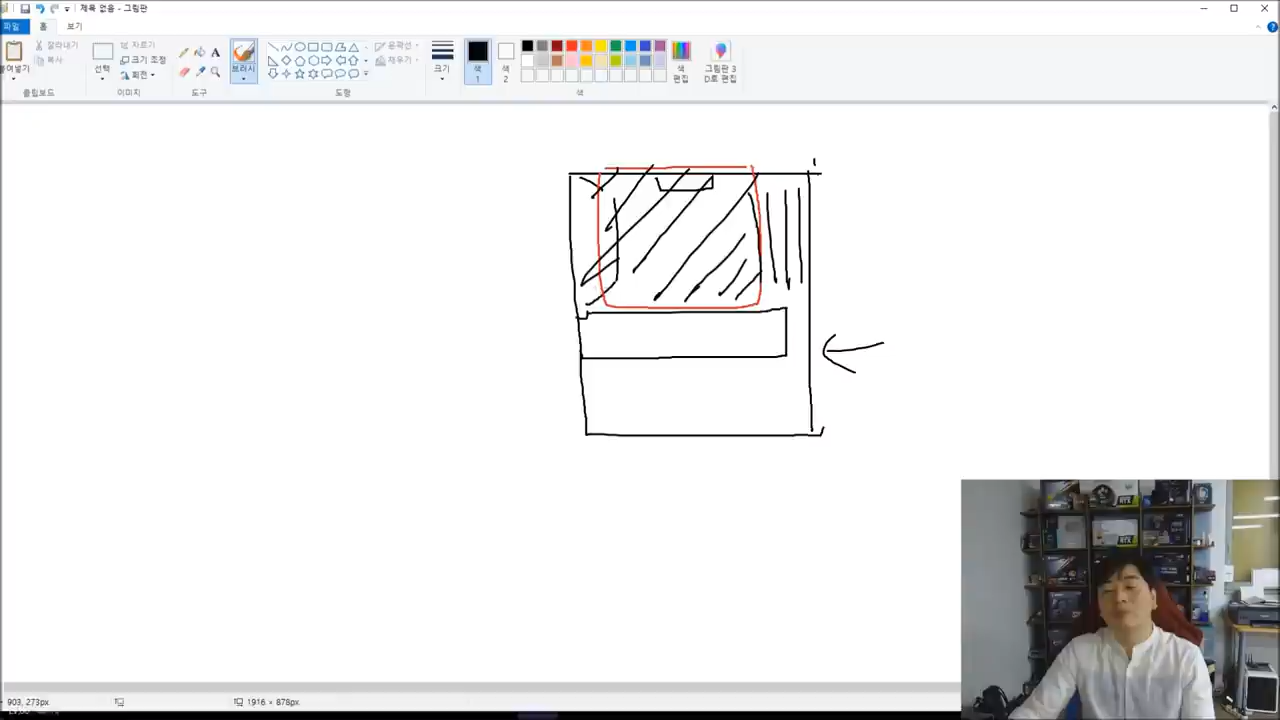 제목 없음 - 그림판
파일 홈 보기
잘라내기
복사
붙여넣기
클립보드
선택
자르기
크기 조정
회전
이미지
도구
브러시
윤곽선
채우기
도형
크기
색
1
색
2
색
편집
그림판 3
D로 편집
색
903, 273px
1916 × 878px